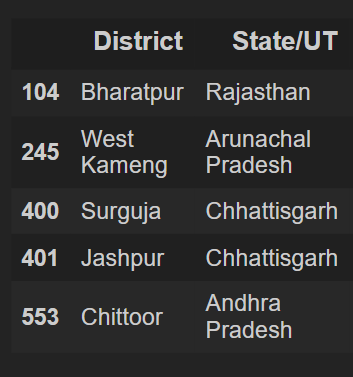 District State/UT
104 Bharatpur Rajasthan
245 West Kameng Arunachal Pradesh
400 Surguja Chhattisgarh
401 Jashpur Chhattisgarh
553 Chittoor Andhra Pradesh